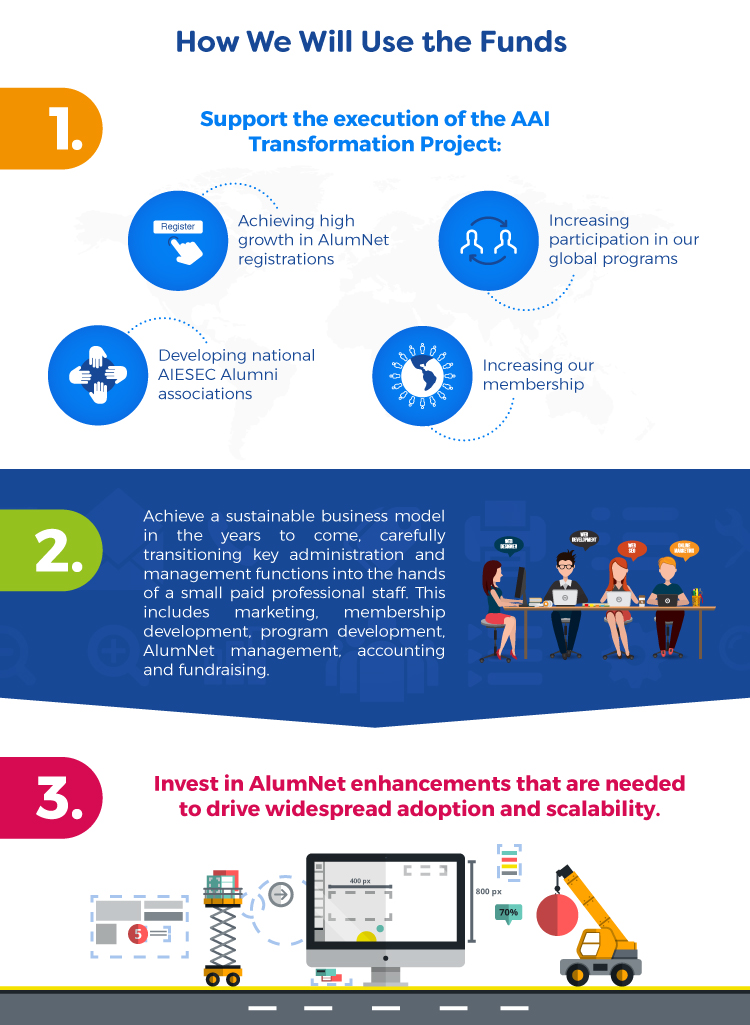 How We Will Use the Funds
1.
Support the execution of the AAI
Transformation Project:
Register
Achieving high
growth in AlumNet
registrations
Increasing
participation in our
global programs
Developing national
AIESEC Alumni
associations
Increasing our
membership
2.
Achieve a sustainable business model
in the years to come, carefully
transitioning key administration and
management functions into the hands
of a small paid professional staff. This
includes marketing, membership
development, program development,
AlumNet management, accounting
and fundraising.
WEB
DESIGNER
WEB
DEVELOPMENT
WEB
SEO
ONLINE
MARKETING
3.
Invest in AlumNet enhancements that are needed
to drive widespread adoption and scalability.
400 px
800 px
70%
5